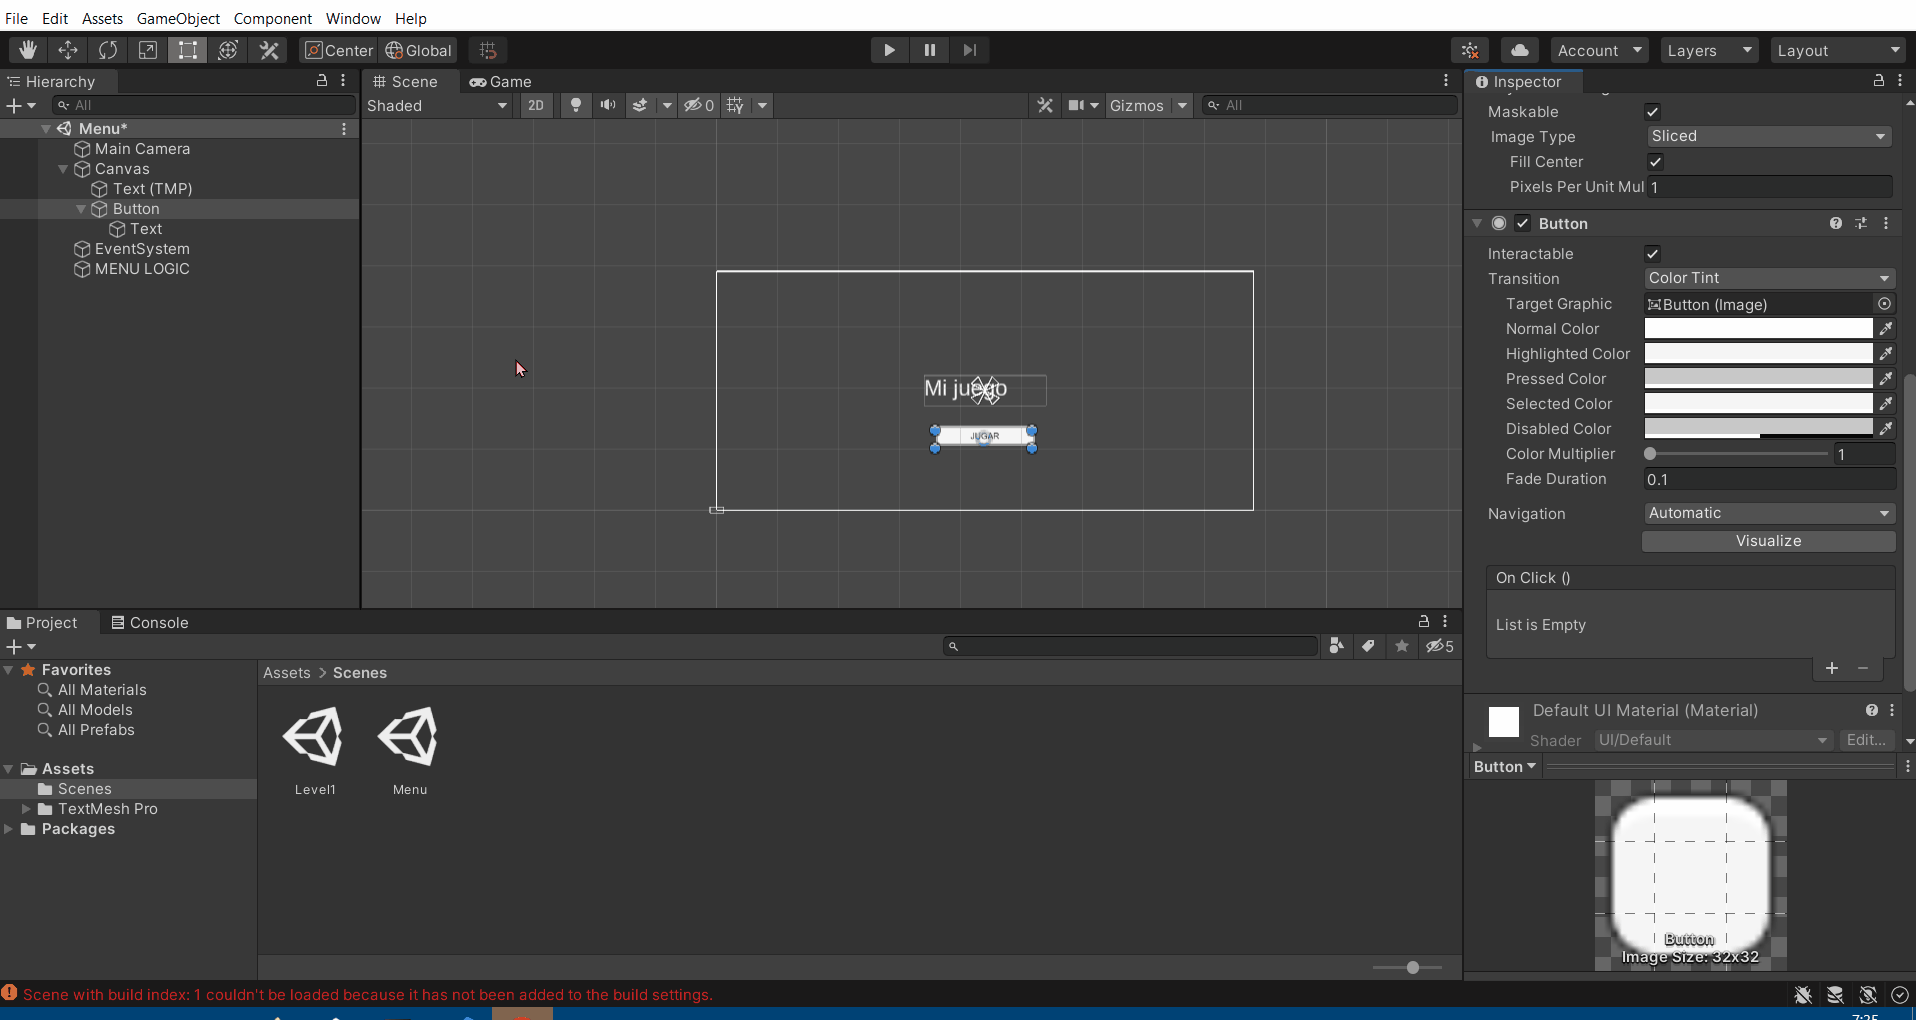 File Edit Assets GameObject Component Window Help
Center Global Account Layers Layout
Hierarchy
All
Menu*
Main Camera
Canvas
Text (TMP)
Button
Text
EventSystem
MENU LOGIC
Scene Game
Shaded 2D 0 Gizmos All
Mi juego
JUGAR
Inspector
Maskable
Image Type Sliced
Fill Center
Pixels Per Unit Mul 1
Button
Interactable
Transition Color Tint
Target Graphic Button (Image)
Normal Color
Highlighted Color
Pressed Color
Selected Color
Disabled Color
Color Multiplier 1
Fade Duration 0.1
Navigation Automatic
Visualize
On Click ()
List is Empty
Default UI Material (Material)
Shader UI/Default Edit...
Button
Button
Image Size: 32x32
Project Console
5
Favorites
All Materials
All Models
All Prefabs
Assets
Scenes
TextMesh Pro
Packages
Assets > Scenes
Level1 Menu
Scene with build index: 1 couldn't be loaded because it has not been added to the build settings.